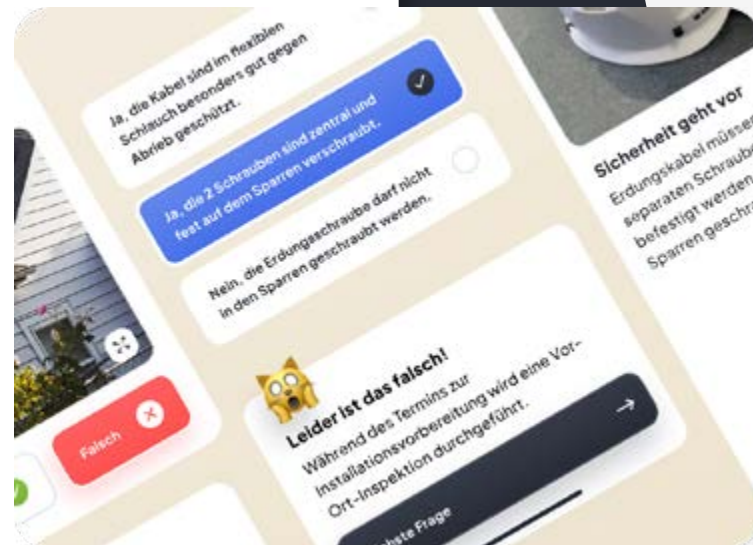 Ja, die Kabel sind im flexiblen
Schlauch besonders gut gegen
Abrieb geschützt.
Ja, die 2 Schrauben sind zentral und
fest auf dem Sparren verschraubt.
Nein, die Erdungsschraube darf nicht
in den Sparren geschraubt werden.
Falsch
Leider ist das falsch!
Während des Termins zur
Installationsvorbereitung wird eine Vor-
Ort-Inspektion durchgeführt.
Frage
Sicherheit geht vor
Erdungskabel
separaten
befestigt werden
Sparren